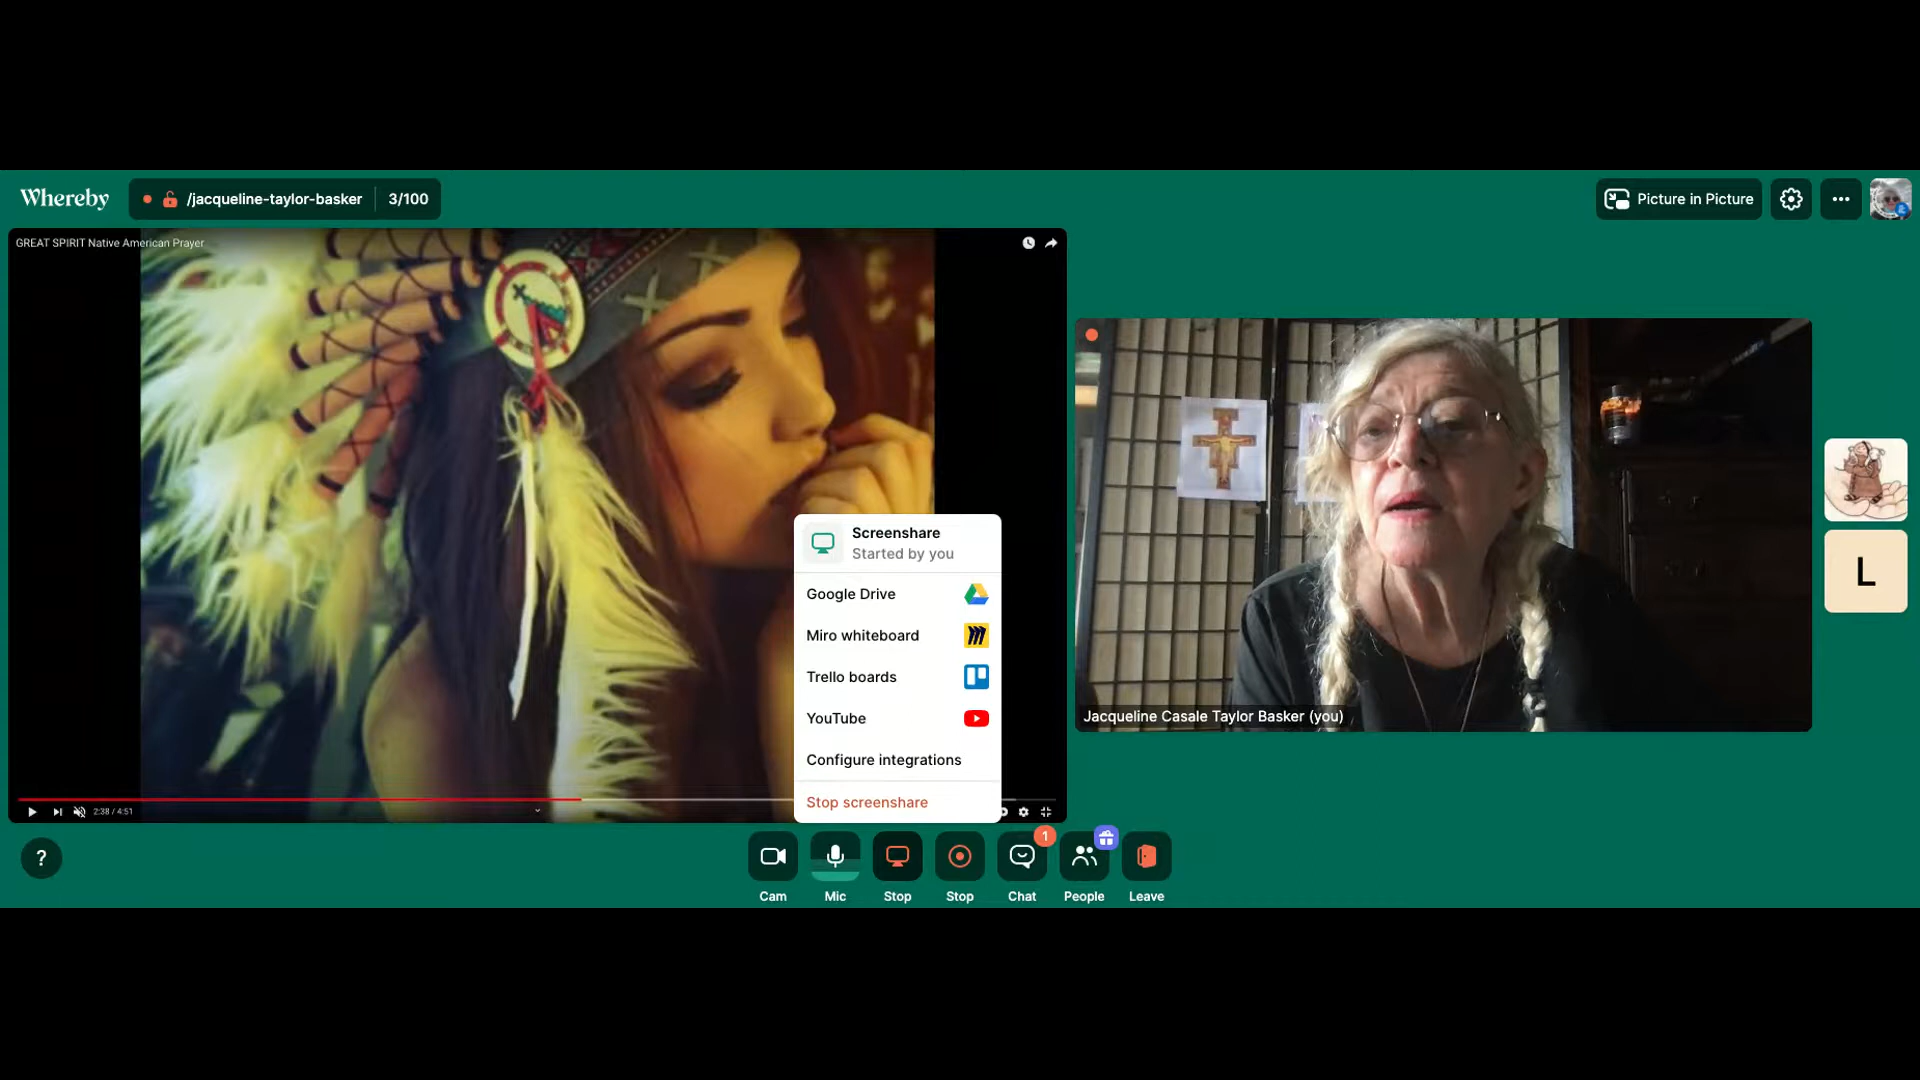 Whereby
/jacqueline-taylor-basker
3/100
Picture in Picture
GREAT SPIRIT Native American Prayer
Screenshare
Started by you
Google Drive
Miro whiteboard
Trello boards
YouTube
Configure integrations
Stop screenshare
Jacqueline Casale Taylor Basker (you)
L
2:38 / 4:51
?
1
Cam
Mic
Stop
Stop
Chat
People
Leave